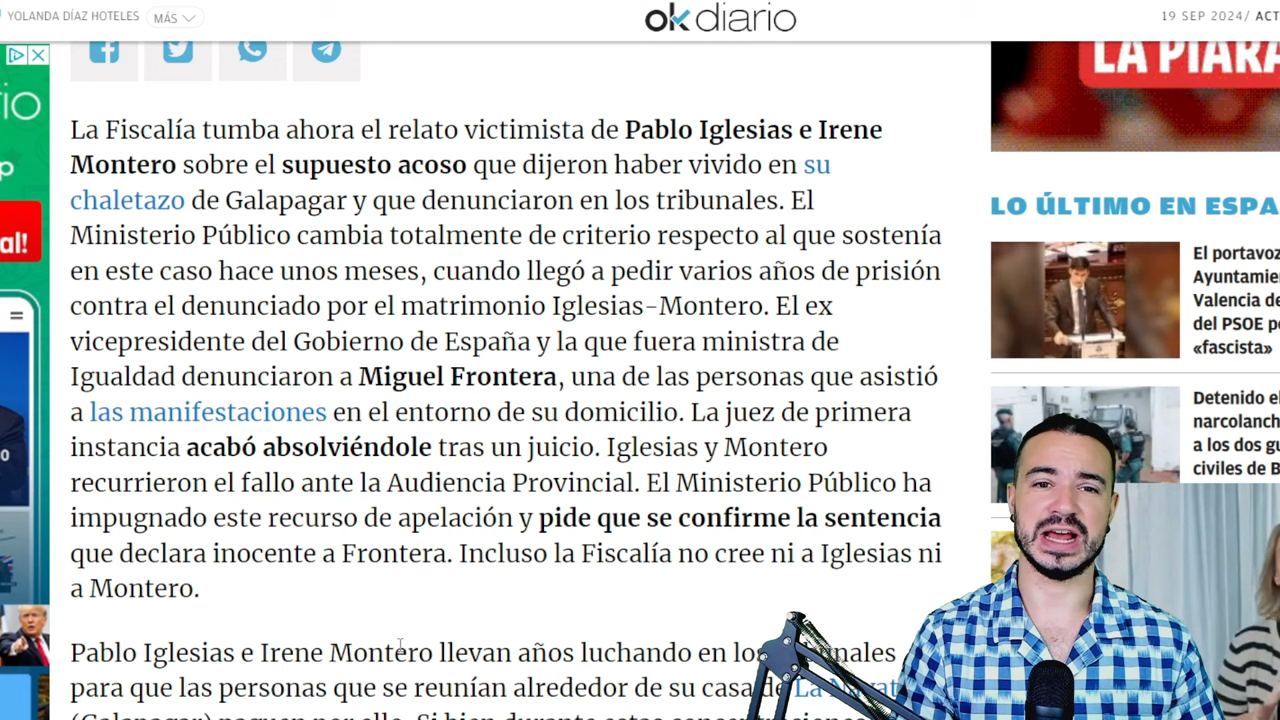 YOLANDA DÍAZ HOTELES
MÁS
okdiario
19 SEP 2024/ ACT
LA PIARA
La Fiscalía tumba ahora el relato victimista de Pablo Iglesias e Irene
Montero sobre el supuesto acoso que dijeron haber vivido en su
chaletazo de Galapagar y que denunciaron en los tribunales. El
Ministerio Público cambia totalmente de criterio respecto al que sostenía
en este caso hace unos meses, cuando llegó a pedir varios años de prisión
contra el denunciado por el matrimonio Iglesias-Montero. El ex
vicepresidente del Gobierno de España y la que fuera ministra de
Igualdad denunciaron a Miguel Frontera, una de las personas que asistió
a las manifestaciones en el entorno de su domicilio. La juez de primera
instancia acabó absolviéndole tras un juicio. Iglesias y Montero
recurrieron el fallo ante la Audiencia Provincial. El Ministerio Público ha
impugnado este recurso de apelación y pide que se confirme la sentencia
que declara inocente a Frontera. Incluso la Fiscalía no cree ni a Iglesias ni
a Montero.
Pablo Iglesias e Irene Montero llevan años luchando en los
para que las personas que se reunían alrededor de su casa de La
LO ÚLTIMO EN ESPA
El portavoz
Ayuntamie
Valencia de
del PSOE p
«fascista»
Detenido el
narcolanch
a los dos gu
civiles de B
al!